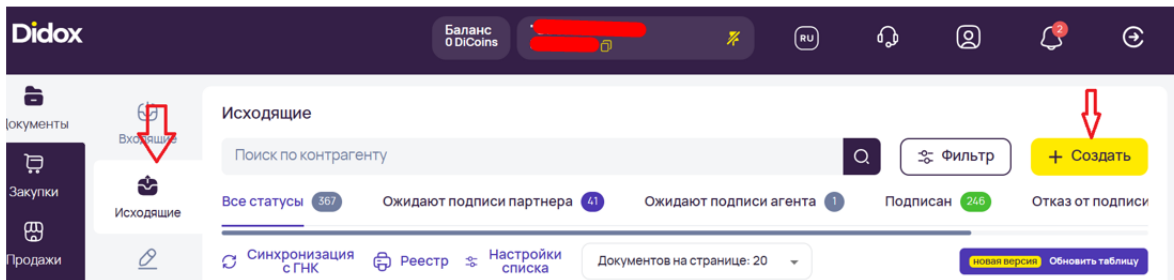 Didox
Баланс
0 DiCoins
RU
2
Документы
Входящие
Исходящие
Закупки
Исходящие
Продажи
Поиск по контрагенту
Фильтр
+ Создать
Все статусы 367
Ожидают подписи партнера 41
Ожидают подписи агента 1
Подписан 246
Отказ от подписи
Синхронизация
с ГНК
Реестр
Настройки
списка
Документов на странице: 20
новая версия Обновить таблицу